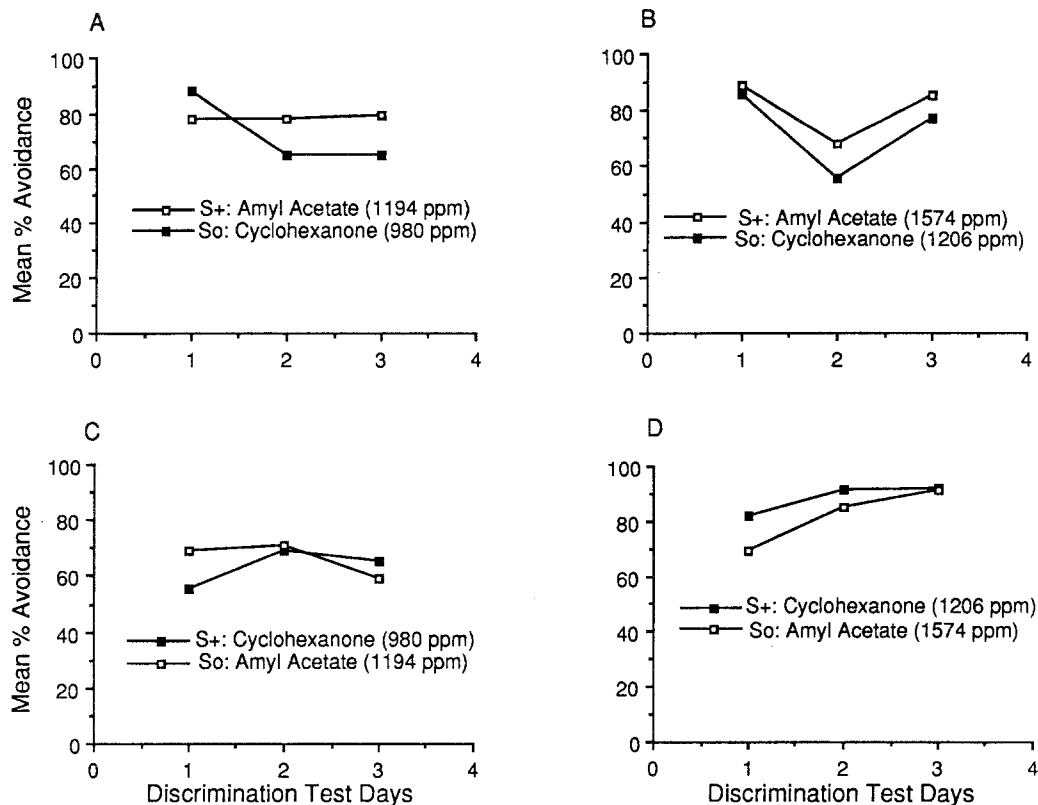 A
Mean % Avoidance
100
80
60
40
20
0
S+: Amyl Acetate (1194 ppm)
So: Cyclohexanone (980 ppm)
0 1 2 3 4
B
100
80
60
40
20
0
S+: Amyl Acetate (1574 ppm)
So: Cyclohexanone (1206 ppm)
0 1 2 3 4
C
Mean % Avoidance
100
80
60
40
20
0
S+: Cyclohexanone (980 ppm)
So: Amyl Acetate (1194 ppm)
0 1 2 3 4
Discrimination Test Days
D
100
80
60
40
20
0
S+: Cyclohexanone (1206 ppm)
So: Amyl Acetate (1574 ppm)
0 1 2 3 4
Discrimination Test Days